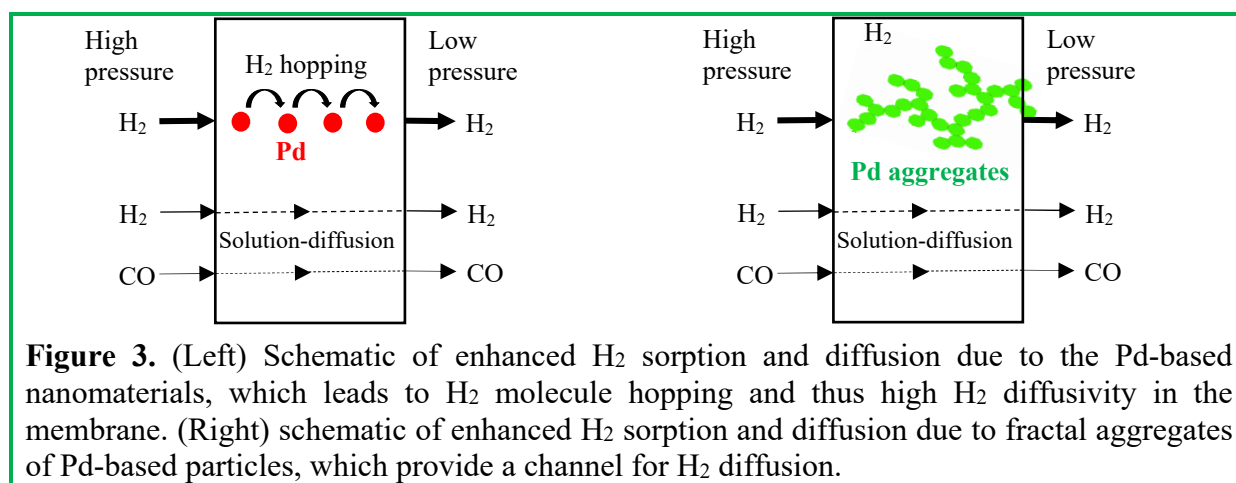 High pressure
H2 hopping
Low pressure
H2
H2
Pd
H2
H2
Solution-diffusion
CO
CO
High pressure
H2
Low pressure
H2
H2
Pd aggregates
H2
H2
Solution-diffusion
CO
CO
Figure 3. (Left) Schematic of enhanced H2 sorption and diffusion due to the Pd-based
nanomaterials, which leads to H2 molecule hopping and thus high H2 diffusivity in the
membrane. (Right) schematic of enhanced H2 sorption and diffusion due to fractal aggregates
of Pd-based particles, which provide a channel for H2 diffusion.